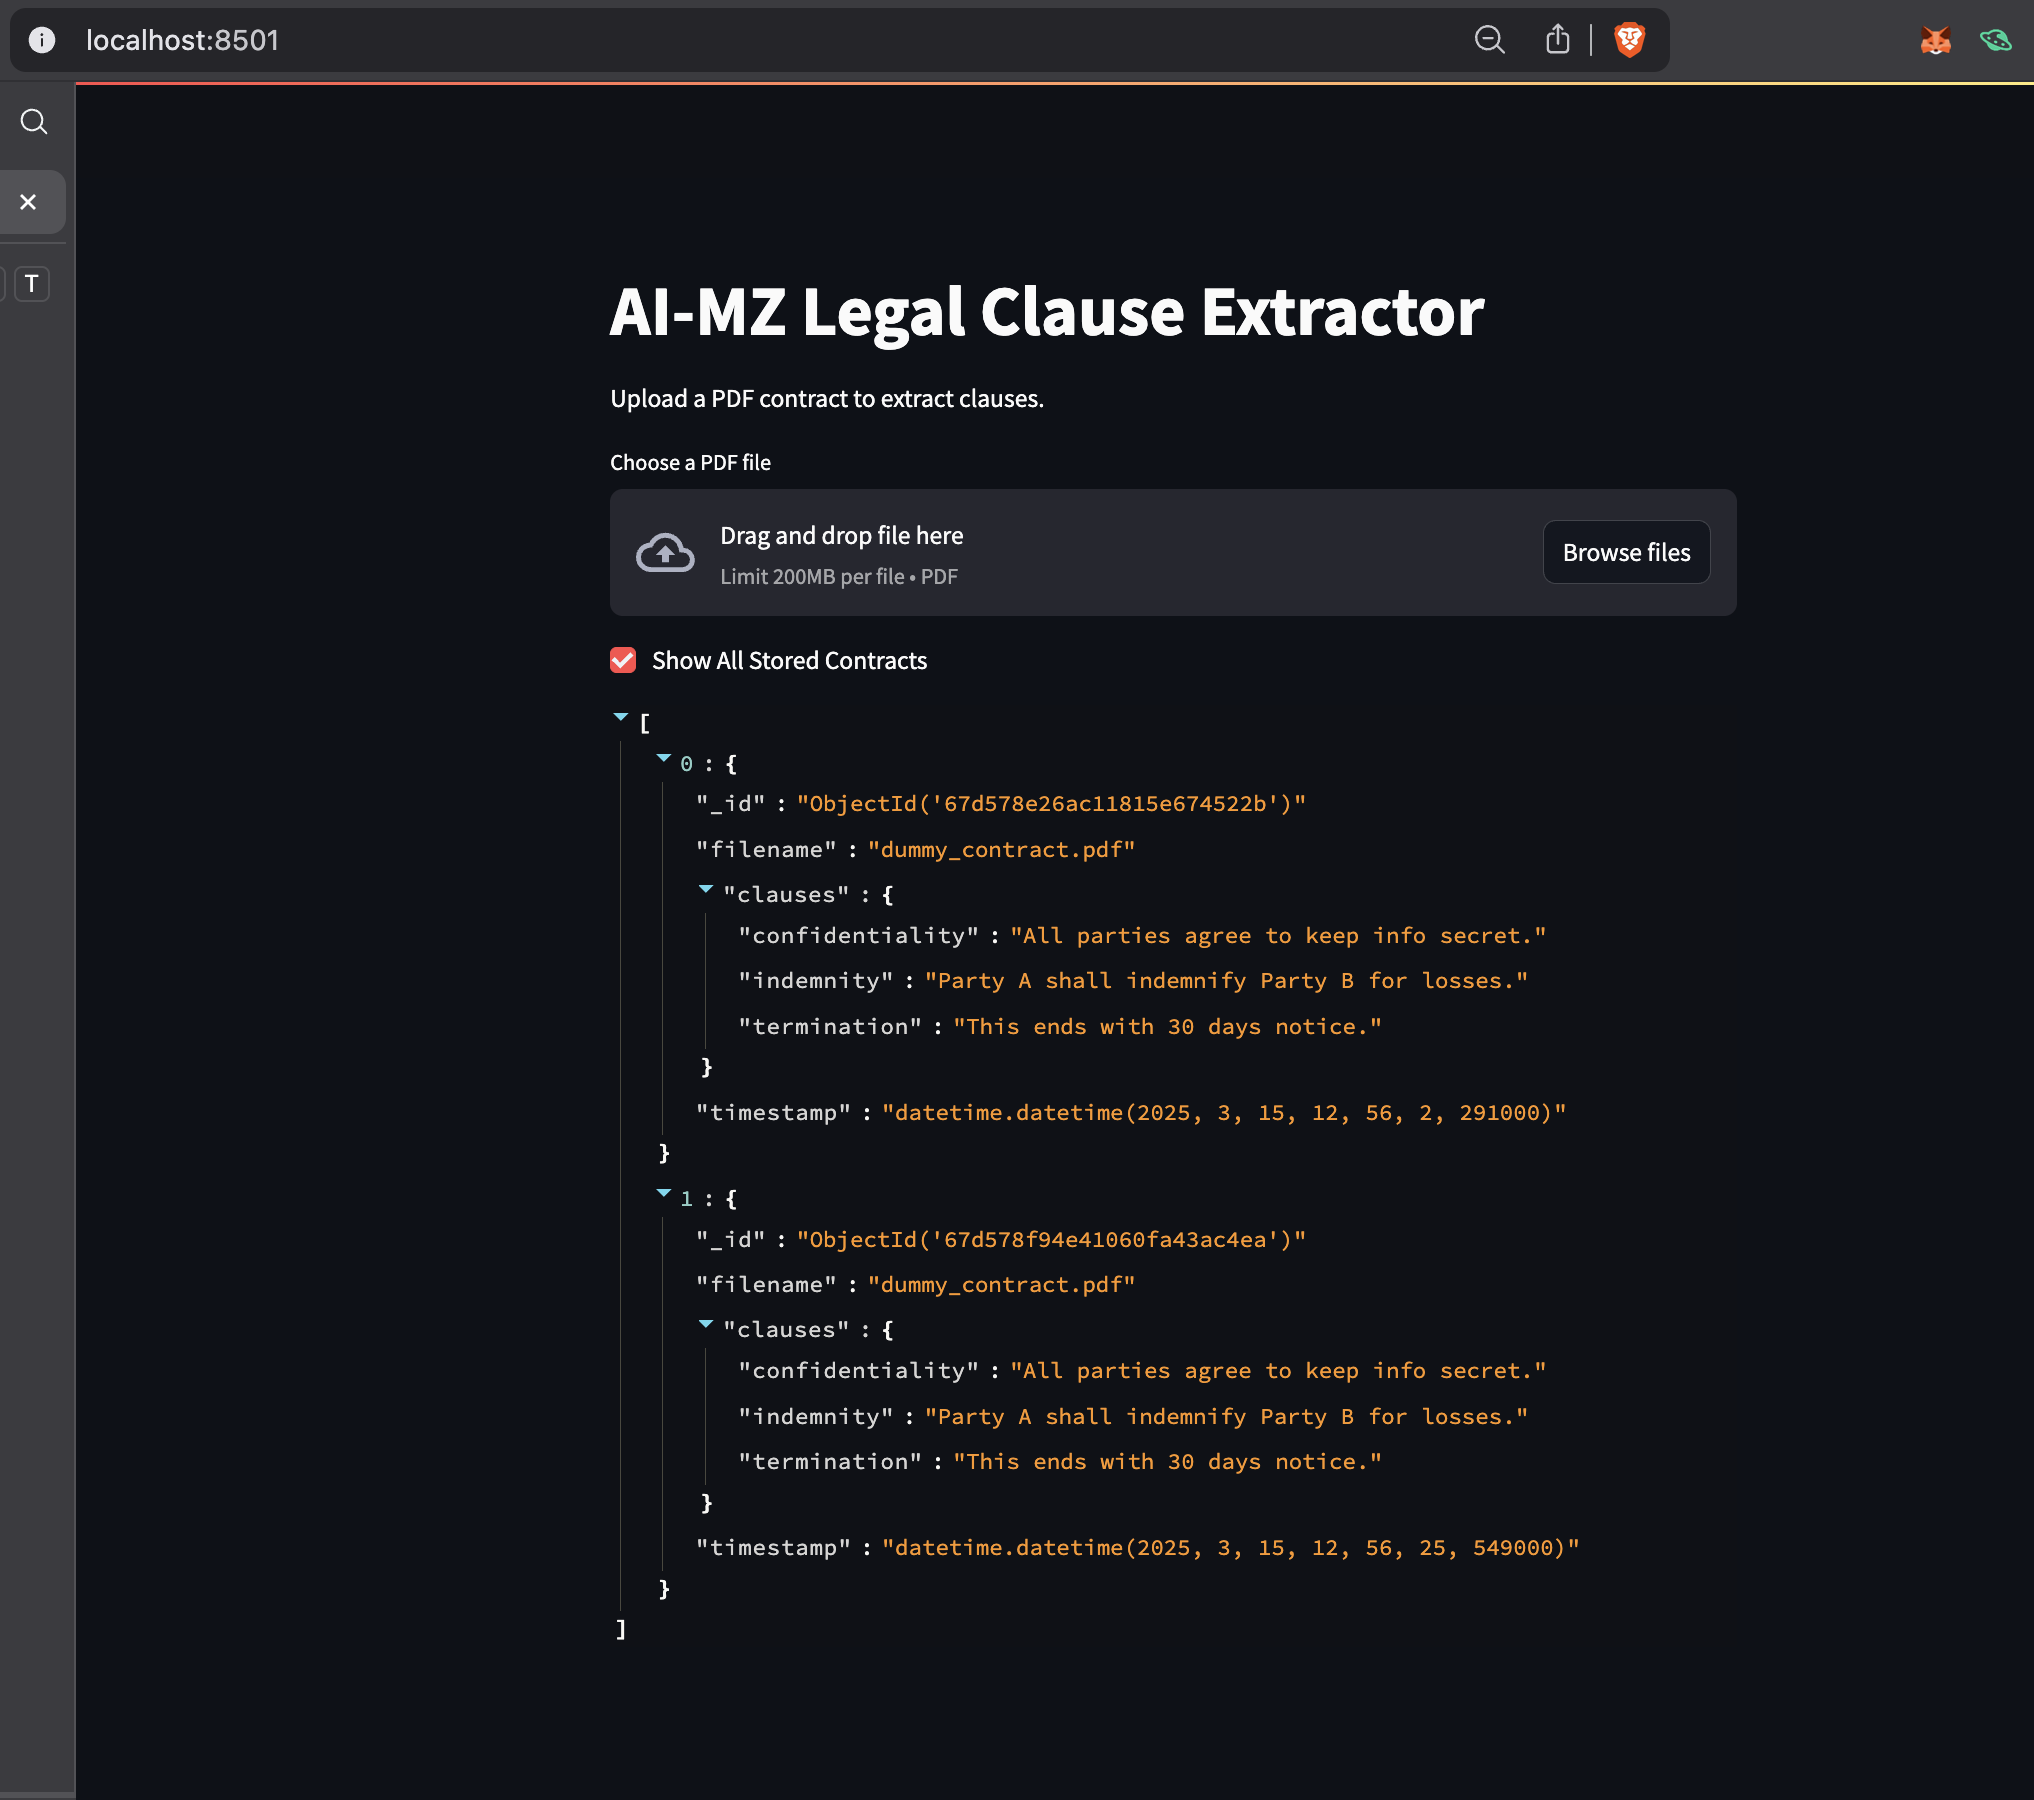 localhost:8501
T
AI-MZ Legal Clause Extractor
Upload a PDF contract to extract clauses.
Choose a PDF file
Drag and drop file here
Limit 200MB per file • PDF
Browse files
Show All Stored Contracts
[
0 : {
"_id" : "ObjectId('67d578e26ac11815e674522b')"
"filename" : "dummy_contract.pdf"
"clauses" : {
"confidentiality" : "All parties agree to keep info secret."
"indemnity" : "Party A shall indemnify Party B for losses."
"termination" : "This ends with 30 days notice."
}
"timestamp" : "datetime.datetime(2025, 3, 15, 12, 56, 2, 291000)"
}
1 : {
"_id" : "ObjectId('67d578f94e41060fa43ac4ea')"
"filename" : "dummy_contract.pdf"
"clauses" : {
"confidentiality" : "All parties agree to keep info secret."
"indemnity" : "Party A shall indemnify Party B for losses."
"termination" : "This ends with 30 days notice."
}
"timestamp" : "datetime.datetime(2025, 3, 15, 12, 56, 25, 549000)"
}
]